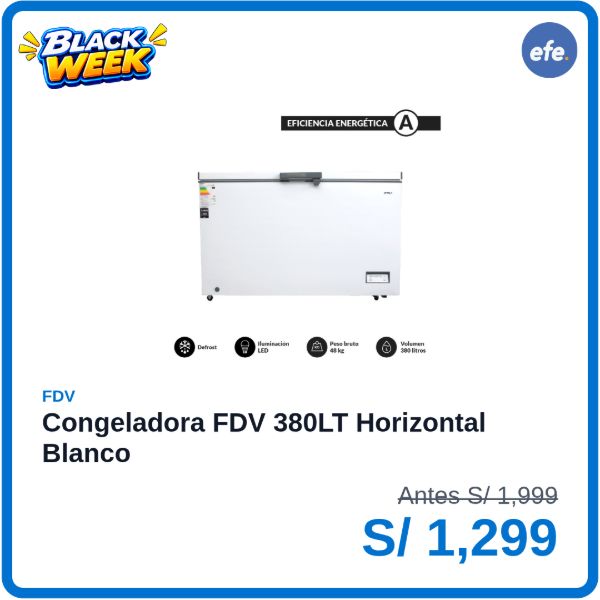 BLACK
WEEK
efe.
EFICIENCIA ENERGÉTICA A
Defrost
Iluminación
LED
Peso bruto
48 kg
Volumen
380 litros
FDV
Congeladora FDV 380LT Horizontal
Blanco
Antes S/ 1,999
S/ 1,299